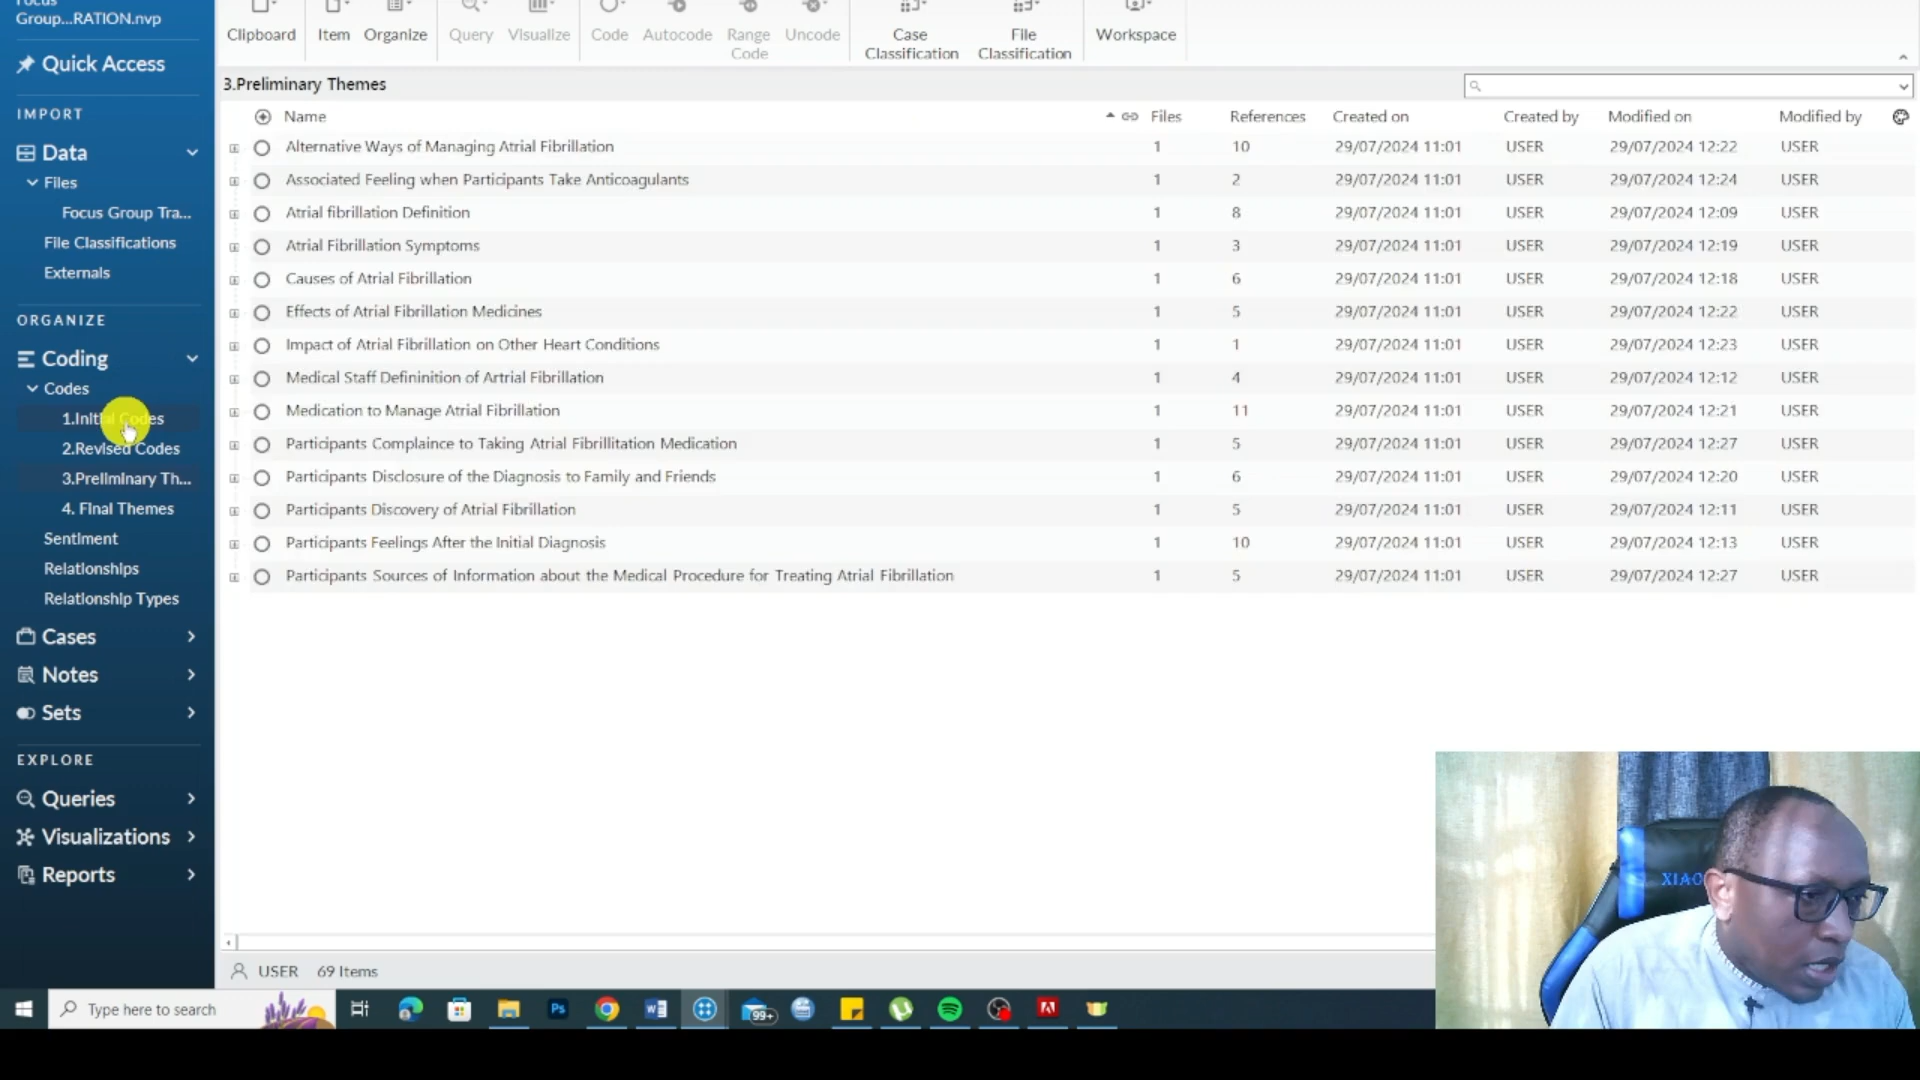 Focus
Group...RATION.nvp
Quick Access
IMPORT
Data
Files
Focus Group Tra...
File Classifications
Externals
ORGANIZE
Coding
Codes
1.Initial Codes
2.Revised Codes
3.Preliminary Th...
4. Final Themes
Sentiment
Relationships
Relationship Types
Cases
Notes
Sets
EXPLORE
Queries
Visualizations
Reports
Clipboard Item Organize Query Visualize Code Autocode Range Code Uncode Case Classification File Classification Workspace
3.Preliminary Themes
Name Files References Created on Created by Modified on Modified by
Alternative Ways of Managing Atrial Fibrillation 1 10 29/07/2024 11:01 USER 29/07/2024 12:22 USER
Associated Feeling when Participants Take Anticoagulants 1 2 29/07/2024 11:01 USER 29/07/2024 12:24 USER
Atrial fibrillation Definition 1 8 29/07/2024 11:01 USER 29/07/2024 12:09 USER
Atrial Fibrillation Symptoms 1 3 29/07/2024 11:01 USER 29/07/2024 12:19 USER
Causes of Atrial Fibrillation 1 6 29/07/2024 11:01 USER 29/07/2024 12:18 USER
Effects of Atrial Fibrillation Medicines 1 5 29/07/2024 11:01 USER 29/07/2024 12:22 USER
Impact of Atrial Fibrillation on Other Heart Conditions 1 1 29/07/2024 11:01 USER 29/07/2024 12:23 USER
Medical Staff Defininition of Artrial Fibrillation 1 4 29/07/2024 11:01 USER 29/07/2024 12:12 USER
Medication to Manage Atrial Fibrillation 1 11 29/07/2024 11:01 USER 29/07/2024 12:21 USER
Participants Complaince to Taking Atrial Fibrillitation Medication 1 5 29/07/2024 11:01 USER 29/07/2024 12:27 USER
Participants Disclosure of the Diagnosis to Family and Friends 1 6 29/07/2024 11:01 USER 29/07/2024 12:20 USER
Participants Discovery of Atrial Fibrillation 1 5 29/07/2024 11:01 USER 29/07/2024 12:11 USER
Participants Feelings After the Initial Diagnosis 1 10 29/07/2024 11:01 USER 29/07/2024 12:13 USER
Participants Sources of Information about the Medical Procedure for Treating Atrial Fibrillation 1 5 29/07/2024 11:01 USER 29/07/2024 12:27 USER
XIAO
USER 69 Items
Type here to search
Ps
99+